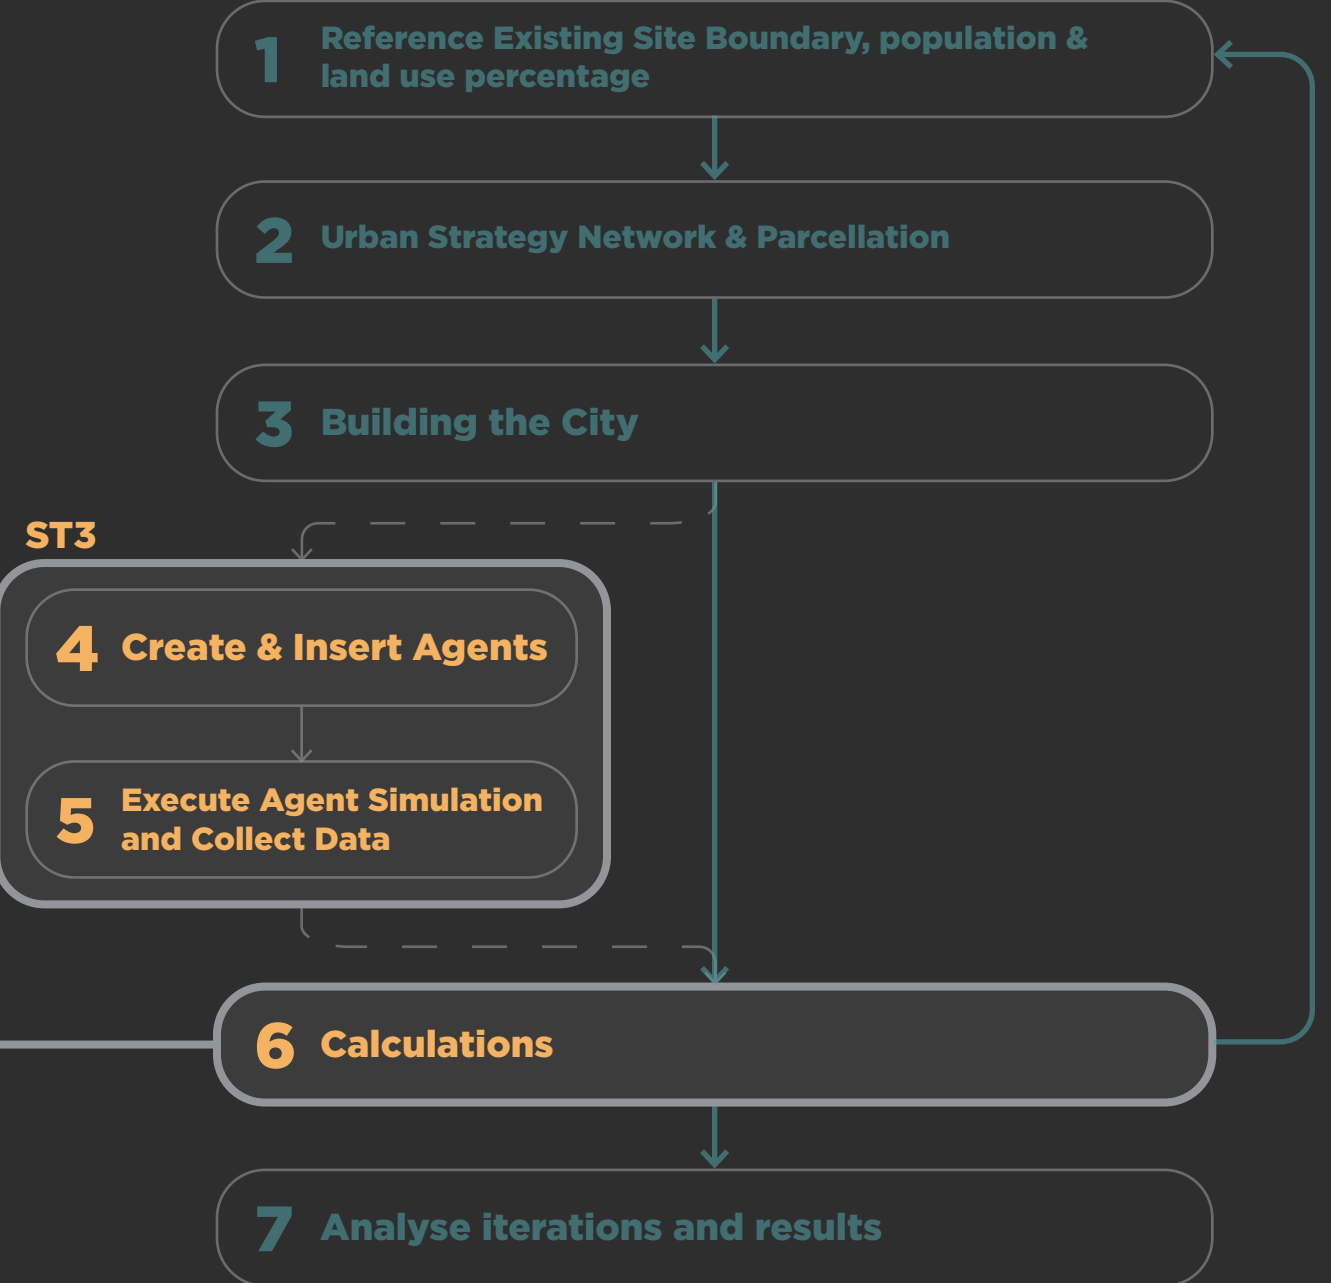 1 Reference Existing Site Boundary, population &
land use percentage
2 Urban Strategy Network & Parcellation
3 Building the City
ST3
4 Create & Insert Agents
5 Execute Agent Simulation
and Collect Data
6 Calculations
7 Analyse iterations and results